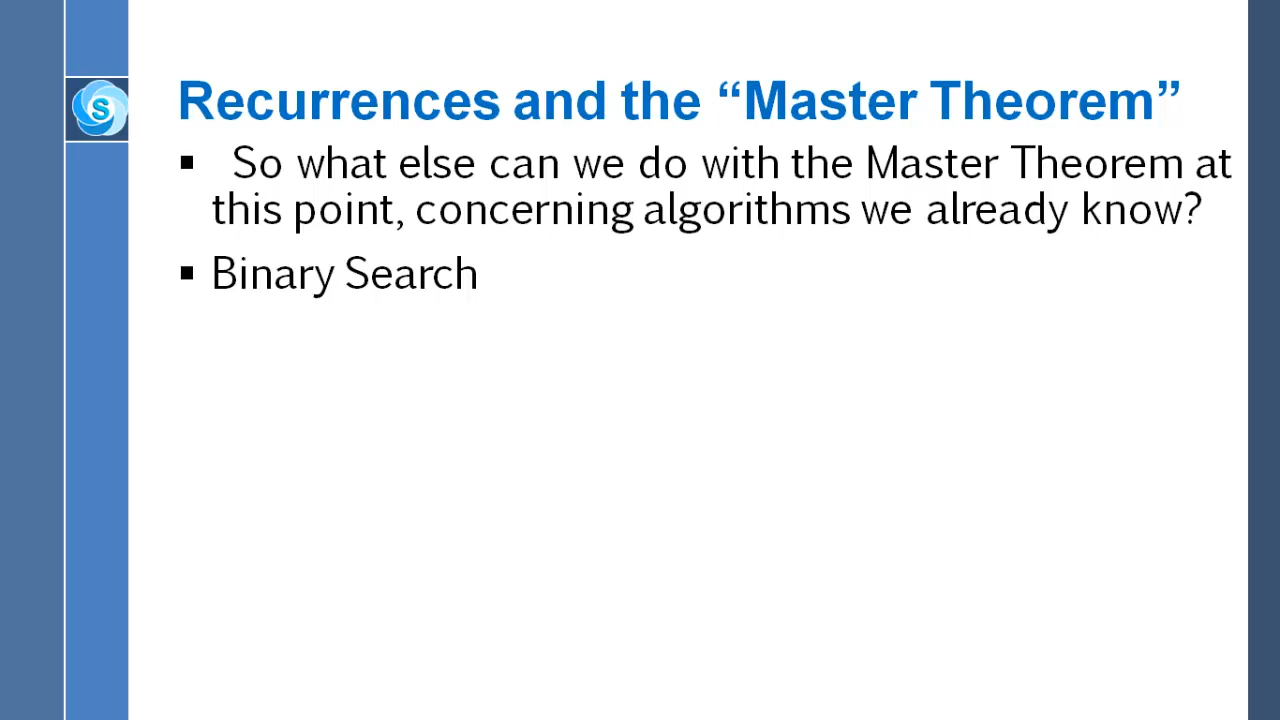 Recurrences and the “Master Theorem”
S
▪ So what else can we do with the Master Theorem at
this point, concerning algorithms we already know?
▪ Binary Search